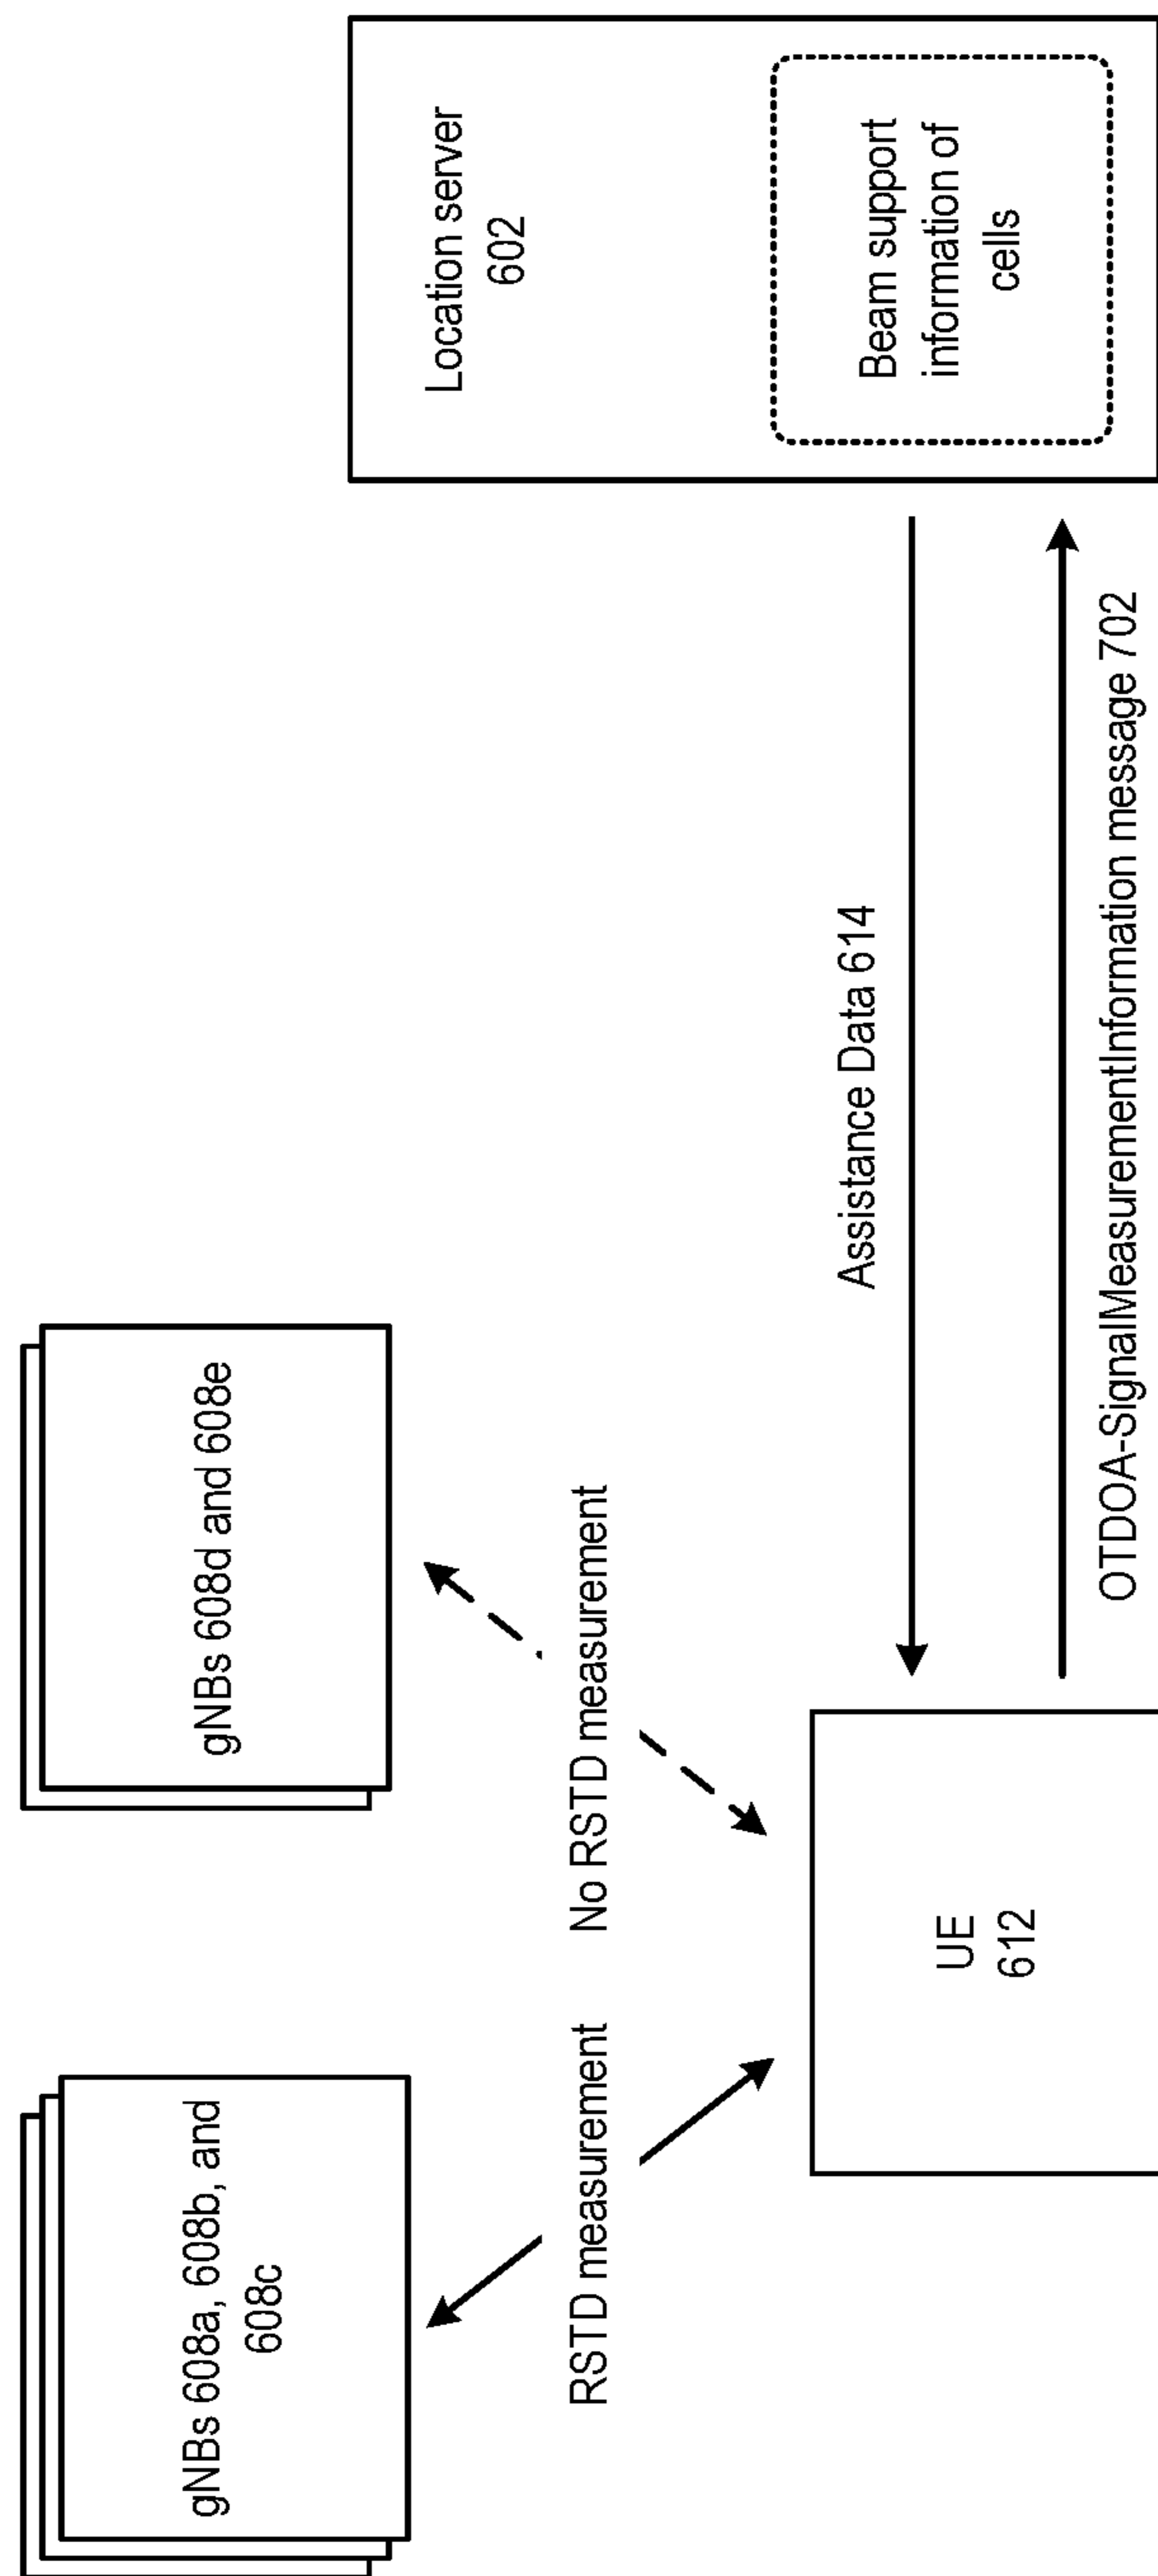 gNBs 608a, 608b, and
608c
gNBs 608d and 608e
Location server
602
RSTD measurement
No RSTD measurement
Assistance Data 614
Beam support
information of
cells
UE
612
OTDOA-SignalMeasurementInformation message 702